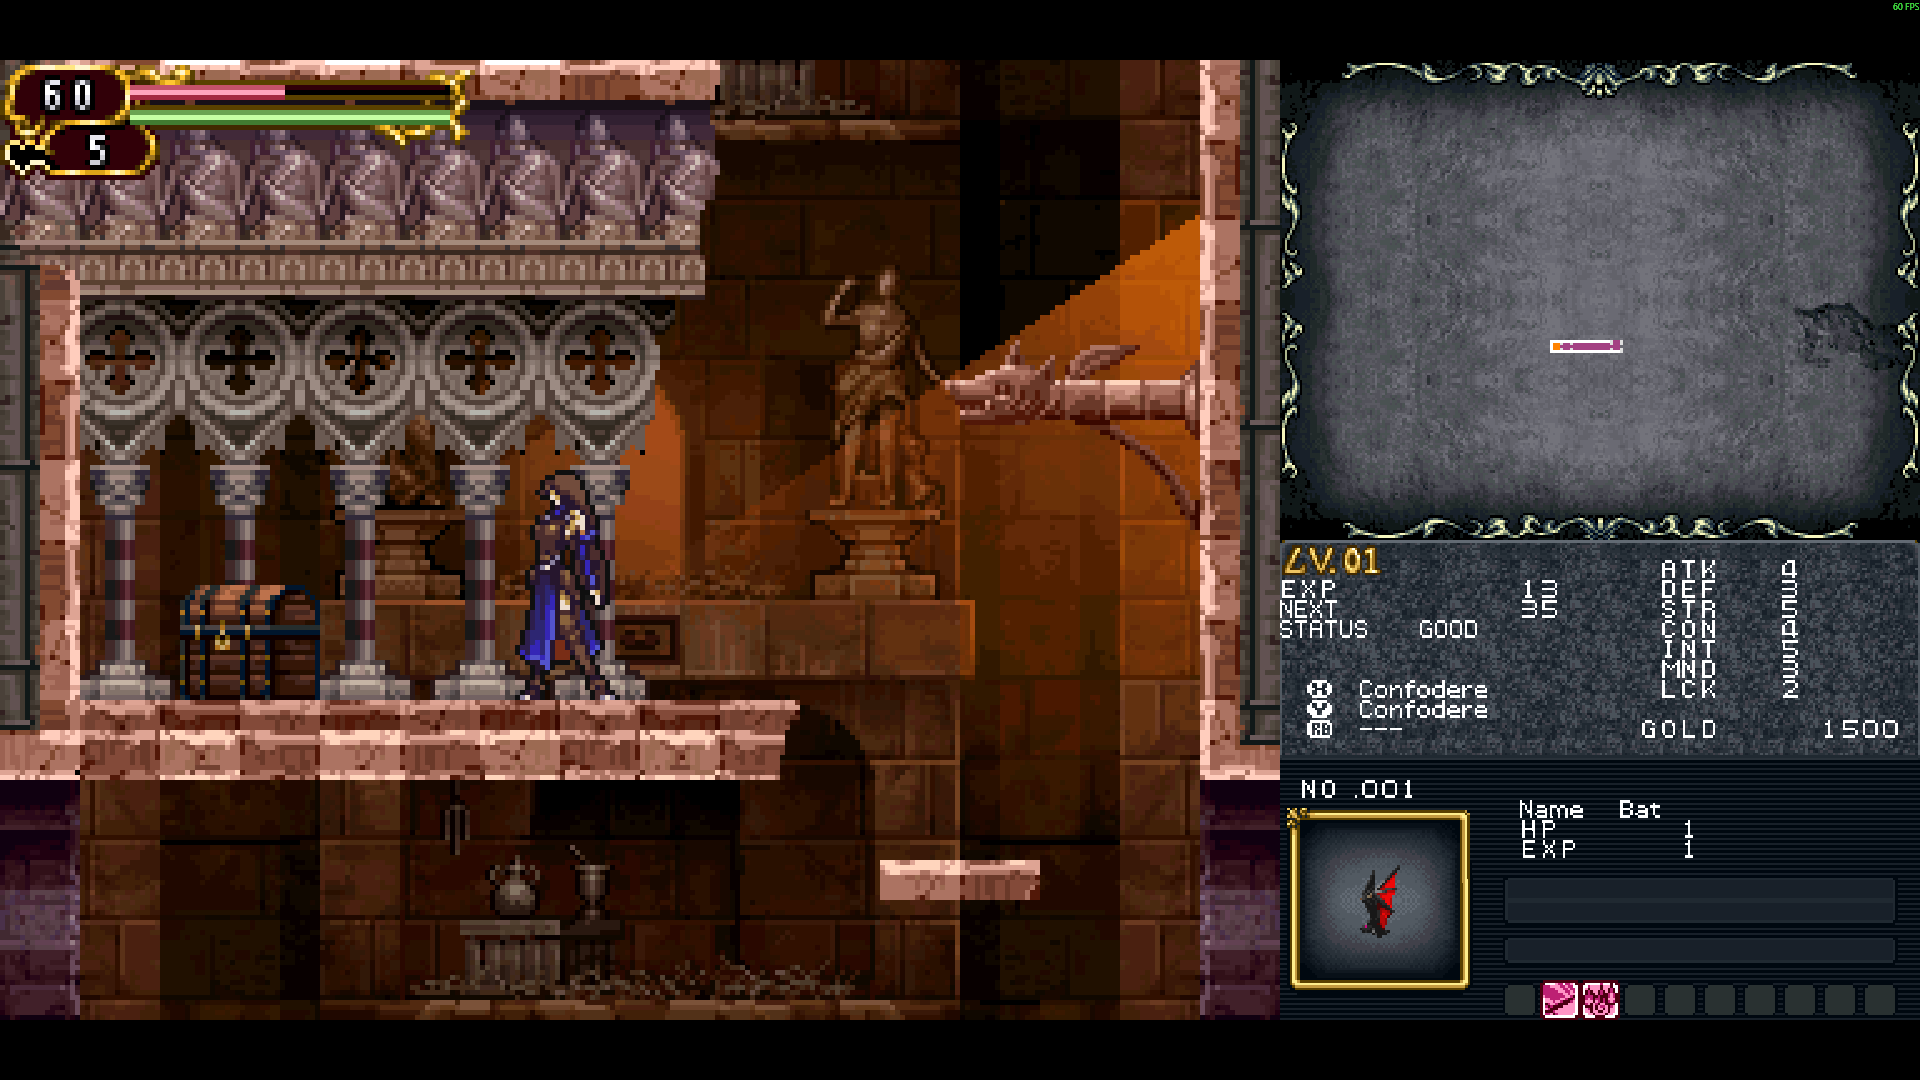 60 FPS
60
5
LV.01
EXP 13
NEXT 35
STATUS GOOD
ATK 4
DEF 3
STR 5
CON 4
INT 5
MND 3
LCK 2
X Confodere
Y Confodere
RB ---
GOLD 1500
NO .001
Name Bat
HP 1
EXP 1